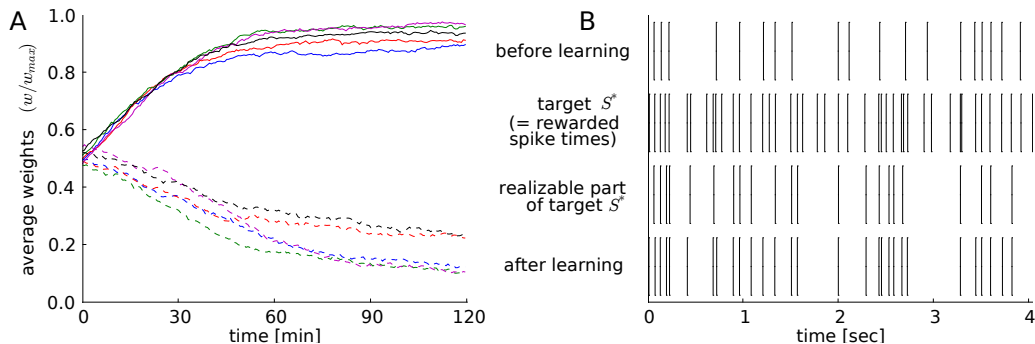 A
average weights (w/w_max)
1.0
0.8
0.6
0.4
0.2
0.0
0
30
60
90
120
time [min]
B
before learning
target S*
(= rewarded
spike times)
realizable part
of target S*
after learning
0
1
2
3
4
time [sec]